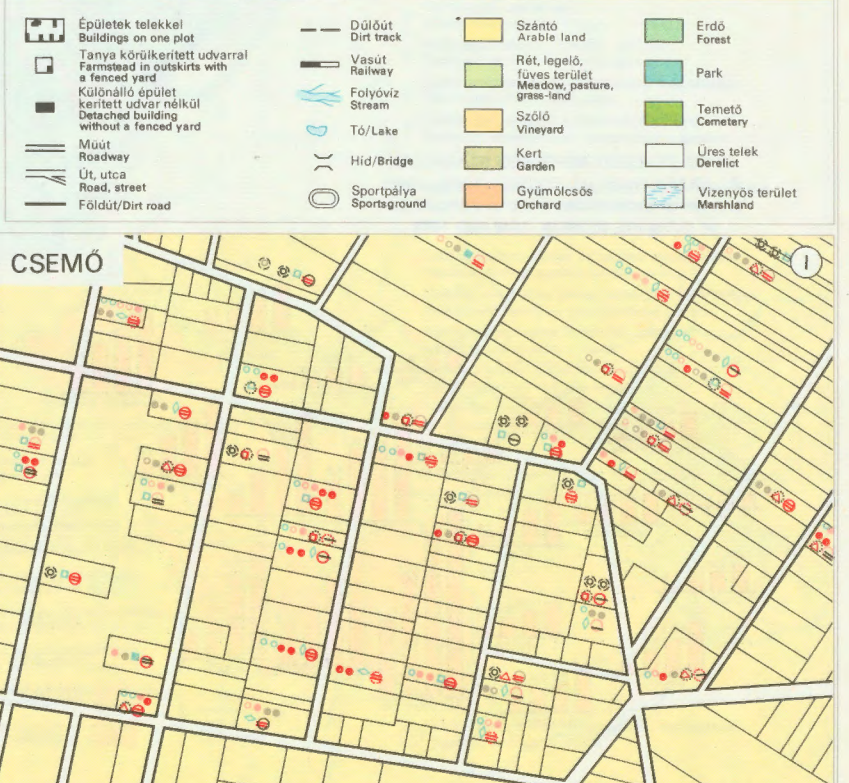 Épületek telekkel
Buildings on one plot
Tanya körülkerített udvarral
Farmstead in outskirts with
a fenced yard
Különálló épület
kerített udvar nélkül
Detached building
without a fenced yard
Műút
Roadway
Út, utca
Road, street
Földút/Dirt road
Dűlőút
Dirt track
Vasút
Railway
Folyóvíz
Stream
Tó/Lake
Híd/Bridge
Sportpálya
Sportsground
Szántó
Arable land
Rét, legelő,
füves terület
Meadow, pasture,
grass-land
Szőlő
Vineyard
Kert
Garden
Gyümölcsös
Orchard
Erdő
Forest
Park
Temető
Cemetery
Üres telek
Derelict
Vizenyős terület
Marshland
CSEMŐ
I